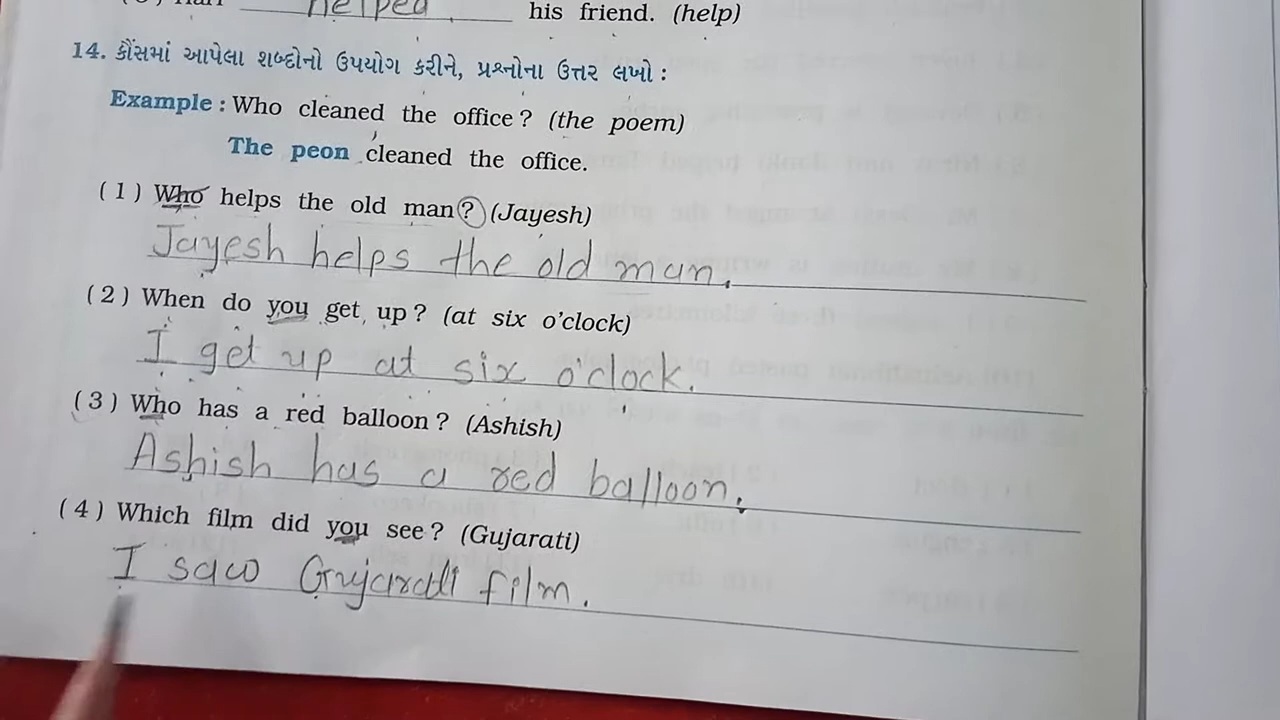 helped his friend. (help)
14. કૌંસમાં આપેલા શબ્દોનો ઉપયોગ કરીને, પ્રશ્નોના ઉત્તર લખો :
Example : Who cleaned the office ? (the poem)
The peon cleaned the office.
(1) Who helps the old man ? (Jayesh)
Jayesh helps the old man.
(2) When do you get up ? (at six o'clock)
I get up at six o'clock.
(3) Who has a red balloon ? (Ashish)
Ashish has a red balloon.
(4) Which film did you see ? (Gujarati)
I saw Gujarati film.